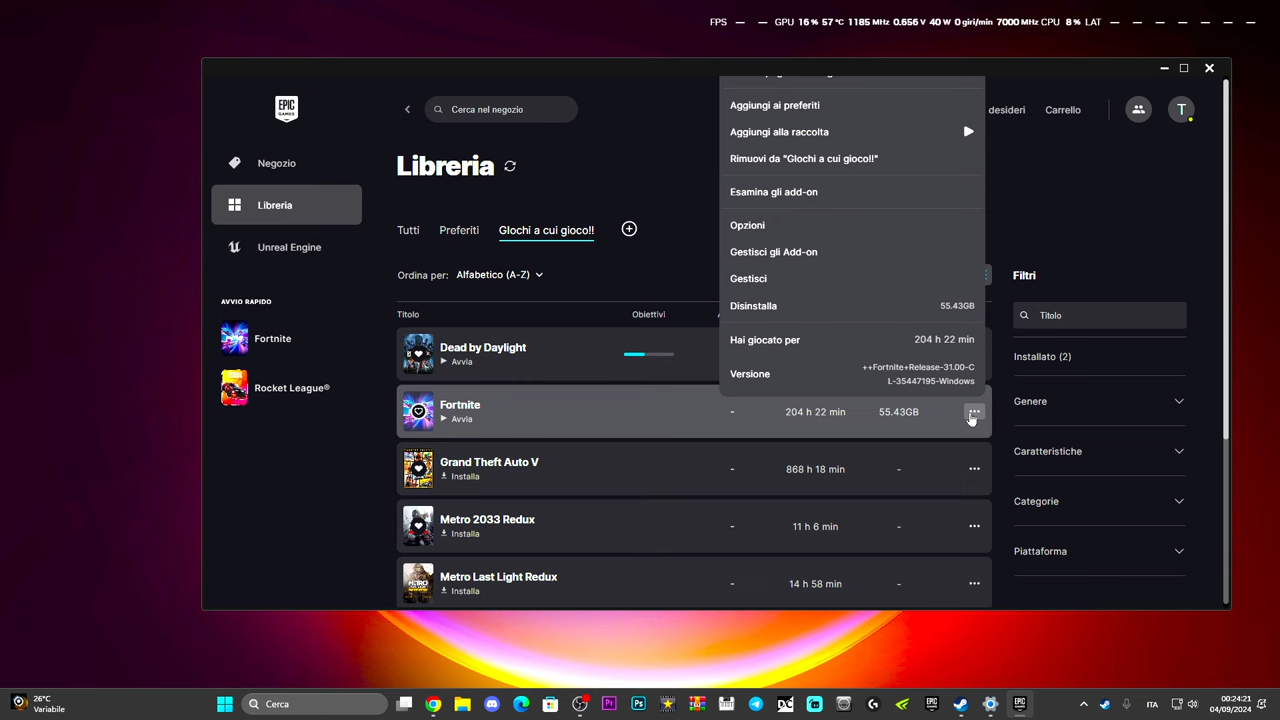 FPS — — GPU 16 % 57 °C 1185 MHz 0.656 V 40 W 0 giri/min 7000 MHz CPU 8 % LAT — — — — — — —
EPIC GAMES
Cerca nel negozio
desideri
Carrello
T
Negozio
Libreria
Unreal Engine
AVVIO RAPIDO
Fortnite
Rocket League®
Libreria
Tutti
Preferiti
GIochi a cui gioco!!
Ordina per: Alfabetico (A-Z)
Titolo
Obiettivi
Dead by Daylight
Avvia
Fortnite
Avvia
-
204 h 22 min
55.43GB
Grand Theft Auto V
Installa
-
868 h 18 min
-
Metro 2033 Redux
Installa
-
11 h 6 min
-
Metro Last Light Redux
Installa
-
14 h 58 min
-
Aggiungi ai preferiti
Aggiungi alla raccolta
Rimuovi da "GIochi a cui gioco!!"
Esamina gli add-on
Opzioni
Gestisci gli Add-on
Gestisci
Disinstalla
55.43GB
Hai giocato per
204 h 22 min
Versione
++Fortnite+Release-31.00-C
L-35447195-Windows
Filtri
Titolo
Installato (2)
Genere
Caratteristiche
Categorie
Piattaforma
26°C
Variabile
Cerca
Pr
Ps
DC
EPIC
EPIC
ITA
00:24:21
04/09/2024